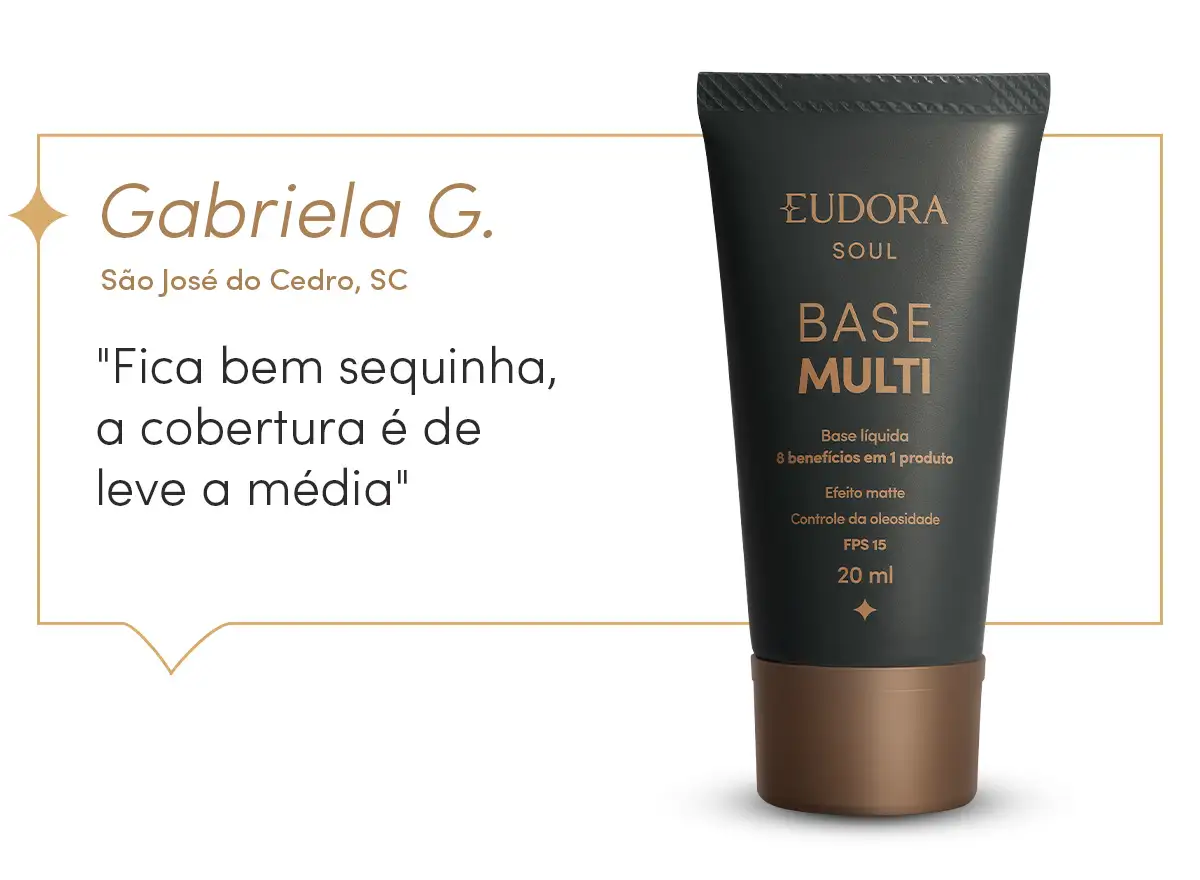 Gabriela G.
São José do Cedro, SC
"Fica bem sequinha,
a cobertura é de
leve a média"
EUDORA
SOUL
BASE
MULTI
Base líquida
8 benefícios em 1 produto
Efeito matte
Controle da oleosidade
FPS 15
20 ml